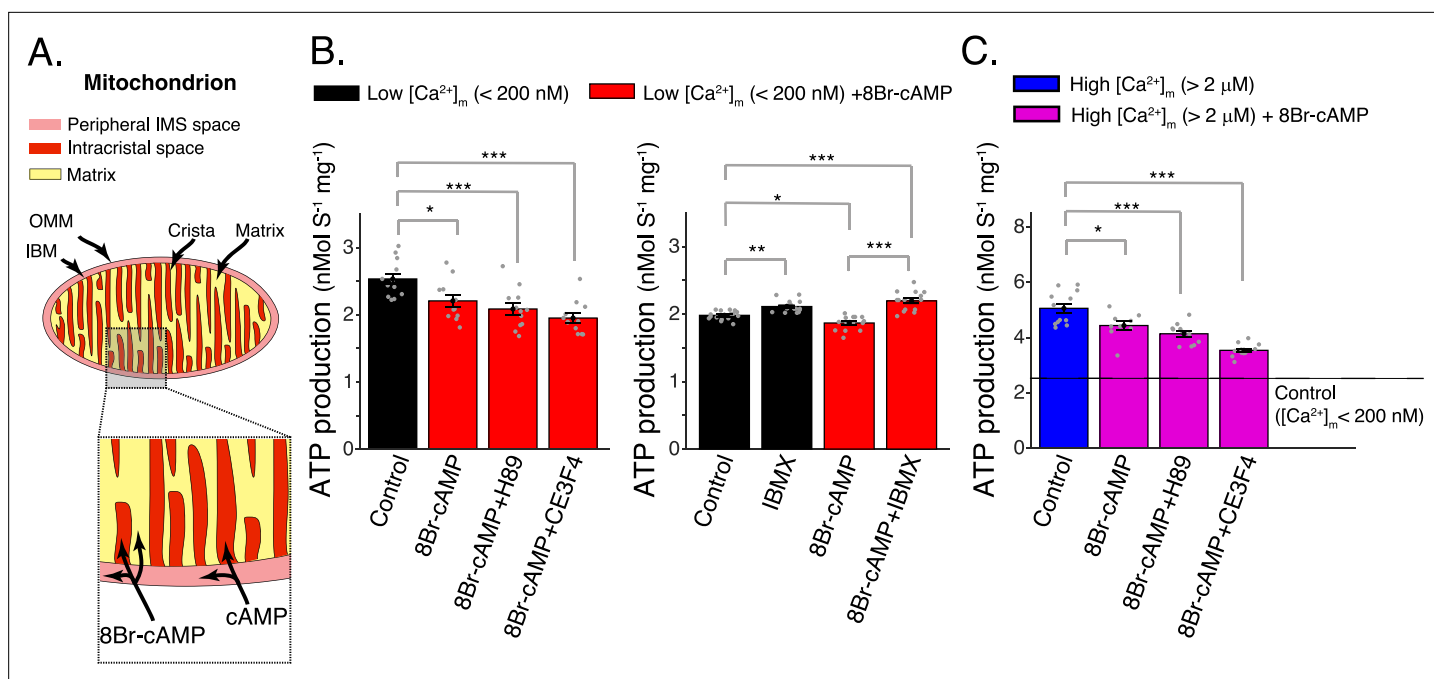 A.
Mitochondrion
Peripheral IMS space
Intracristal space
Matrix
OMM
IBM
Crista
Matrix
8Br-cAMP
cAMP
B.
Low [Ca²⁺]ₘ (< 200 nM)
Low [Ca²⁺]ₘ (< 200 nM) +8Br-cAMP
ATP production (nMol S⁻¹ mg⁻¹)
3
2
1
0
***
***
*
Control
8Br-cAMP
8Br-cAMP+H89
8Br-cAMP+CE3F4
ATP production (nMol S⁻¹ mg⁻¹)
3
2
1
0
***
*
**
***
Control
IBMX
8Br-cAMP
8Br-cAMP+IBMX
C.
High [Ca²⁺]ₘ (> 2 μM)
High [Ca²⁺]ₘ (> 2 μM) + 8Br-cAMP
ATP production (nMol S⁻¹ mg⁻¹)
8
6
4
2
0
***
***
*
Control
([Ca²⁺]ₘ< 200 nM)
Control
8Br-cAMP
8Br-cAMP+H89
8Br-cAMP+CE3F4